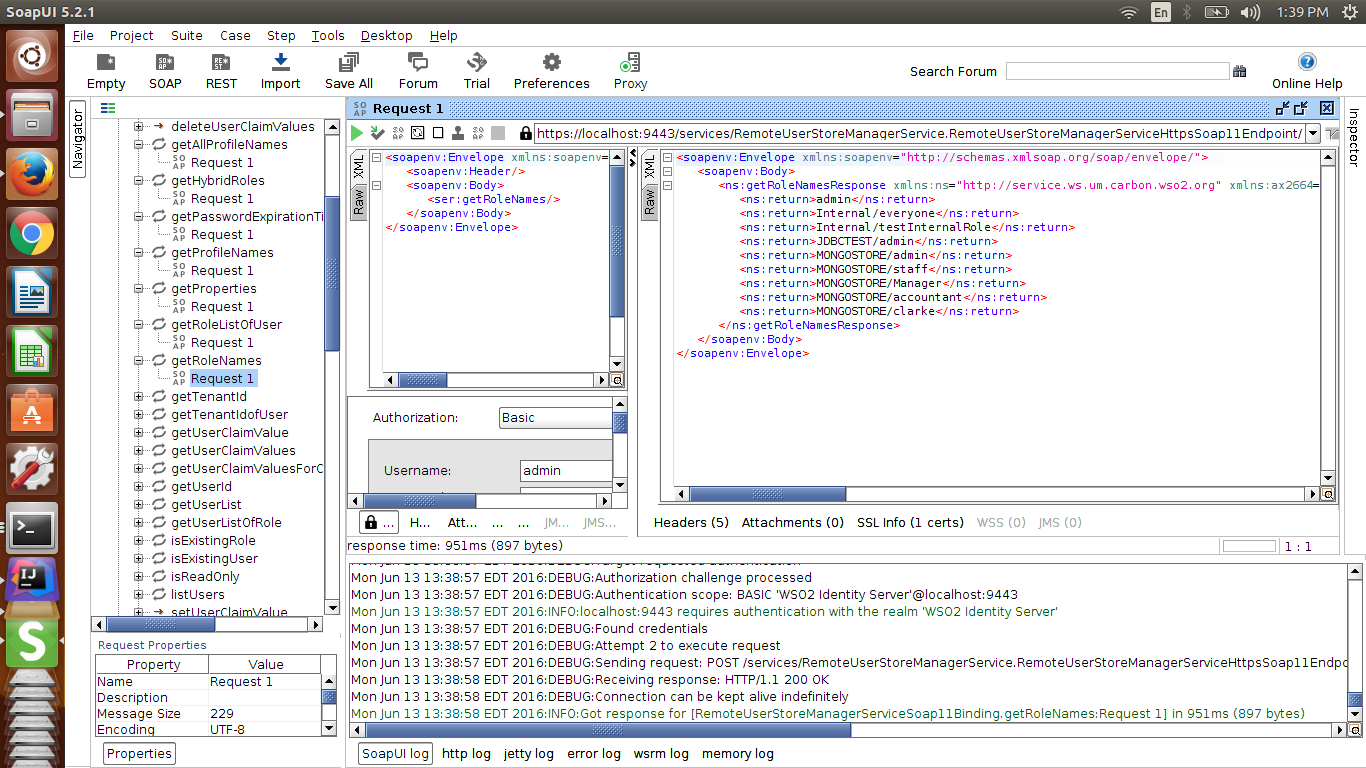 SoapUI 5.2.1
En
1:39 PM
File Project Suite Case Step Tools Desktop Help
Empty SOAP REST Import Save All Forum Trial Preferences Proxy
Search Forum
Online Help
Navigator
deleteUserClaimValues
getAllProfileNames
Request 1
getHybridRoles
Request 1
getPasswordExpirationTi
Request 1
getProfileNames
Request 1
getProperties
Request 1
getRoleListOfUser
Request 1
getRoleNames
Request 1
getTenantId
getTenantIdofUser
getUserClaimValue
getUserClaimValues
getUserClaimValuesForC
getUserId
getUserList
getUserListOfRole
isExistingRole
isExistingUser
isReadOnly
listUsers
setUserClaimValue
Request Properties
Property Value
Name Request 1
Description
Message Size 229
Encoding UTF-8
Properties
Request 1
https://localhost:9443/services/RemoteUserStoreManagerService.RemoteUserStoreManagerServiceHttpsSoap11Endpoint/
XML
Raw
<soapenv:Envelope xmlns:soapenv=
<soapenv:Header/>
<soapenv:Body>
<ser:getRoleNames/>
</soapenv:Body>
</soapenv:Envelope>
Authorization: Basic
Username: admin
... H... Att... ... ... JM... JMS...
XML
Raw
<soapenv:Envelope xmlns:soapenv="http://schemas.xmlsoap.org/soap/envelope/">
<soapenv:Body>
<ns:getRoleNamesResponse xmlns:ns="http://service.ws.um.carbon.wso2.org" xmlns:ax2664=
<ns:return>admin</ns:return>
<ns:return>Internal/everyone</ns:return>
<ns:return>Internal/testInternalRole</ns:return>
<ns:return>JDBCTEST/admin</ns:return>
<ns:return>MONGOSTORE/admin</ns:return>
<ns:return>MONGOSTORE/staff</ns:return>
<ns:return>MONGOSTORE/Manager</ns:return>
<ns:return>MONGOSTORE/accountant</ns:return>
<ns:return>MONGOSTORE/clarke</ns:return>
</ns:getRoleNamesResponse>
</soapenv:Body>
</soapenv:Envelope>
Headers (5) Attachments (0) SSL Info (1 certs) WSS (0) JMS (0)
response time: 951ms (897 bytes)
1 : 1
Inspector
Mon Jun 13 13:38:57 EDT 2016:DEBUG:Authorization challenge processed
Mon Jun 13 13:38:57 EDT 2016:DEBUG:Authentication scope: BASIC 'WSO2 Identity Server'@localhost:9443
Mon Jun 13 13:38:57 EDT 2016:INFO:localhost:9443 requires authentication with the realm 'WSO2 Identity Server'
Mon Jun 13 13:38:57 EDT 2016:DEBUG:Found credentials
Mon Jun 13 13:38:57 EDT 2016:DEBUG:Attempt 2 to execute request
Mon Jun 13 13:38:57 EDT 2016:DEBUG:Sending request: POST /services/RemoteUserStoreManagerService.RemoteUserStoreManagerServiceHttpsSoap11Endpo
Mon Jun 13 13:38:58 EDT 2016:DEBUG:Receiving response: HTTP/1.1 200 OK
Mon Jun 13 13:38:58 EDT 2016:DEBUG:Connection can be kept alive indefinitely
Mon Jun 13 13:38:58 EDT 2016:INFO:Got response for [RemoteUserStoreManagerServiceSoap11Binding.getRoleNames:Request 1] in 951ms (897 bytes)
SoapUI log http log jetty log error log wsrm log memory log